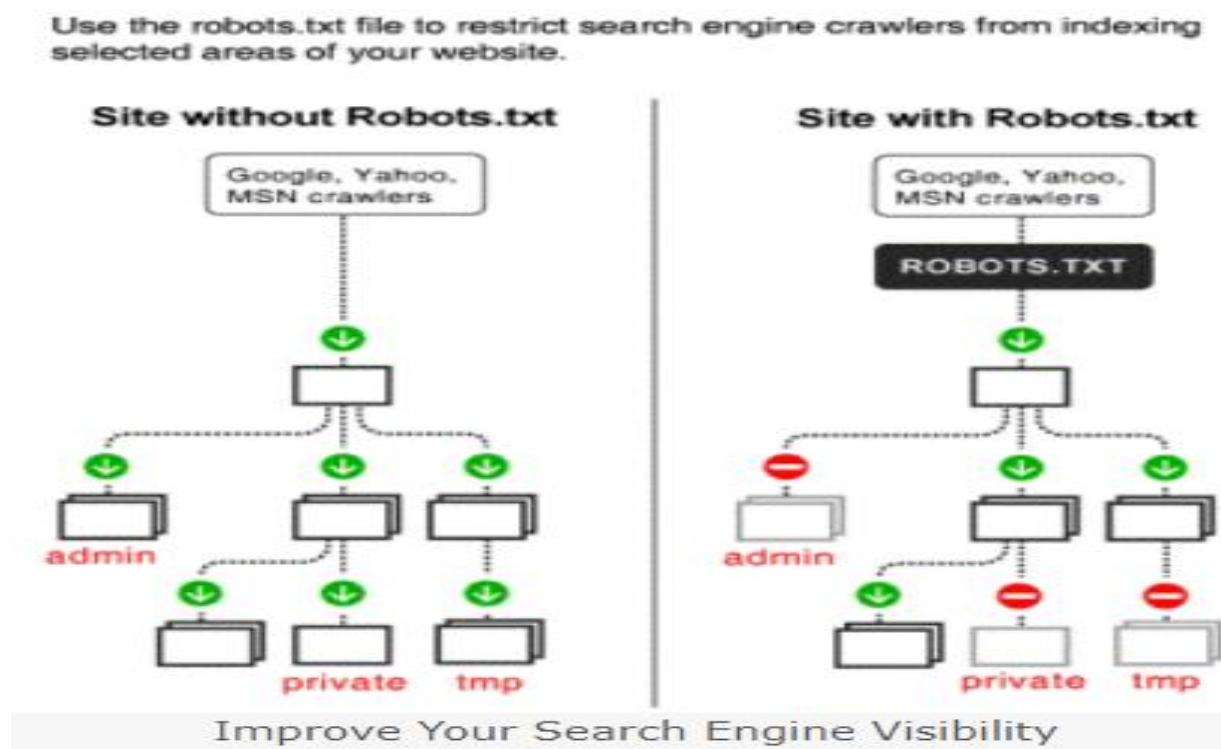 Use the robots.txt file to restrict search engine crawlers from indexing
selected areas of your website.
Site without Robots.txt
Google, Yahoo,
MSN crawlers
admin
private
tmp
Site with Robots.txt
Google, Yahoo,
MSN crawlers
ROBOTS.TXT
admin
private
tmp
Improve Your Search Engine Visibility